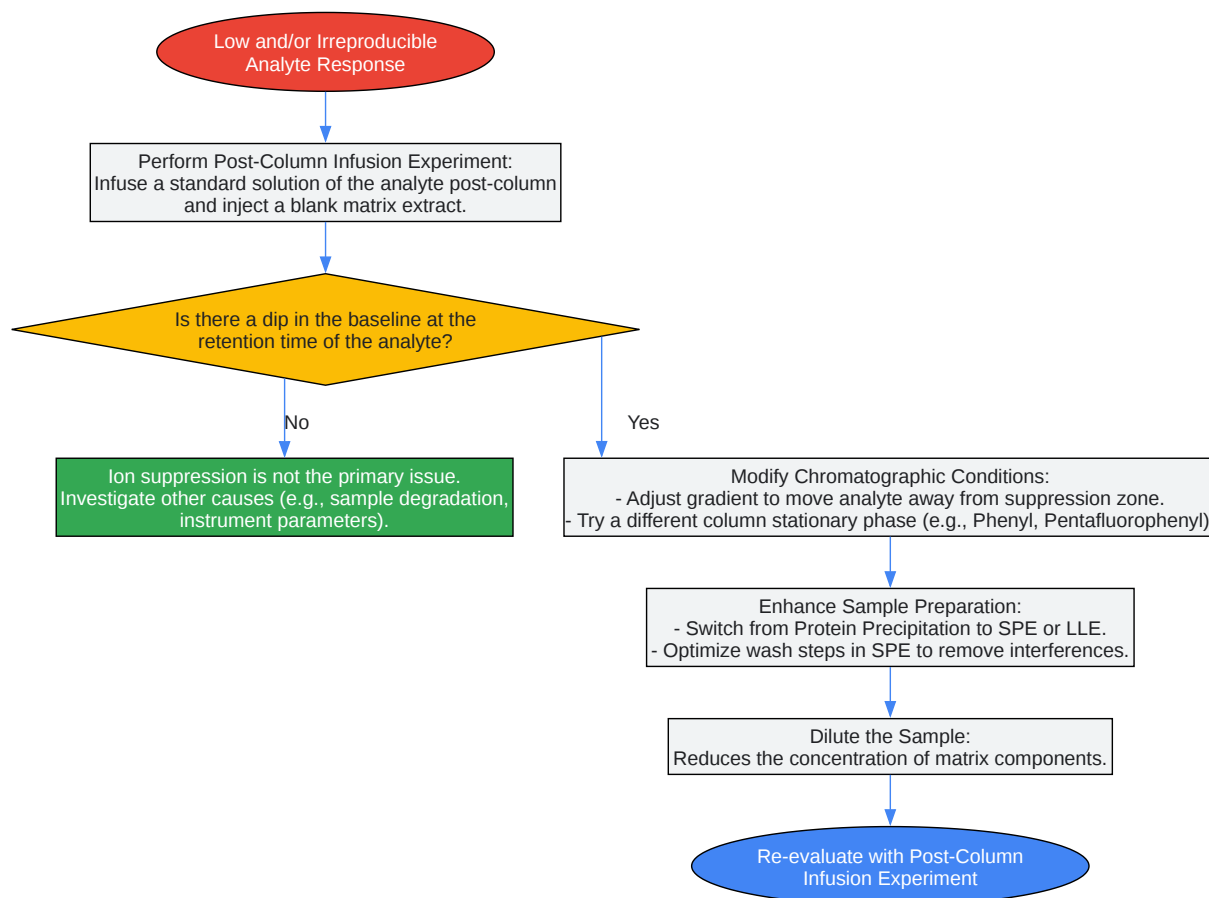 Low and/or Irreproducible
Analyte Response
Perform Post-Column Infusion Experiment:
Infuse a standard solution of the analyte post-column
and inject a blank matrix extract.
Is there a dip in the baseline at the
retention time of the analyte?
No
Yes
Ion suppression is not the primary issue.
Investigate other causes (e.g., sample degradation,
instrument parameters).
Modify Chromatographic Conditions:
- Adjust gradient to move analyte away from suppression zone.
- Try a different column stationary phase (e.g., Phenyl, Pentafluorophenyl)
Enhance Sample Preparation:
- Switch from Protein Precipitation to SPE or LLE.
- Optimize wash steps in SPE to remove interferences.
Dilute the Sample:
Reduces the concentration of matrix components.
Re-evaluate with Post-Column
Infusion Experiment